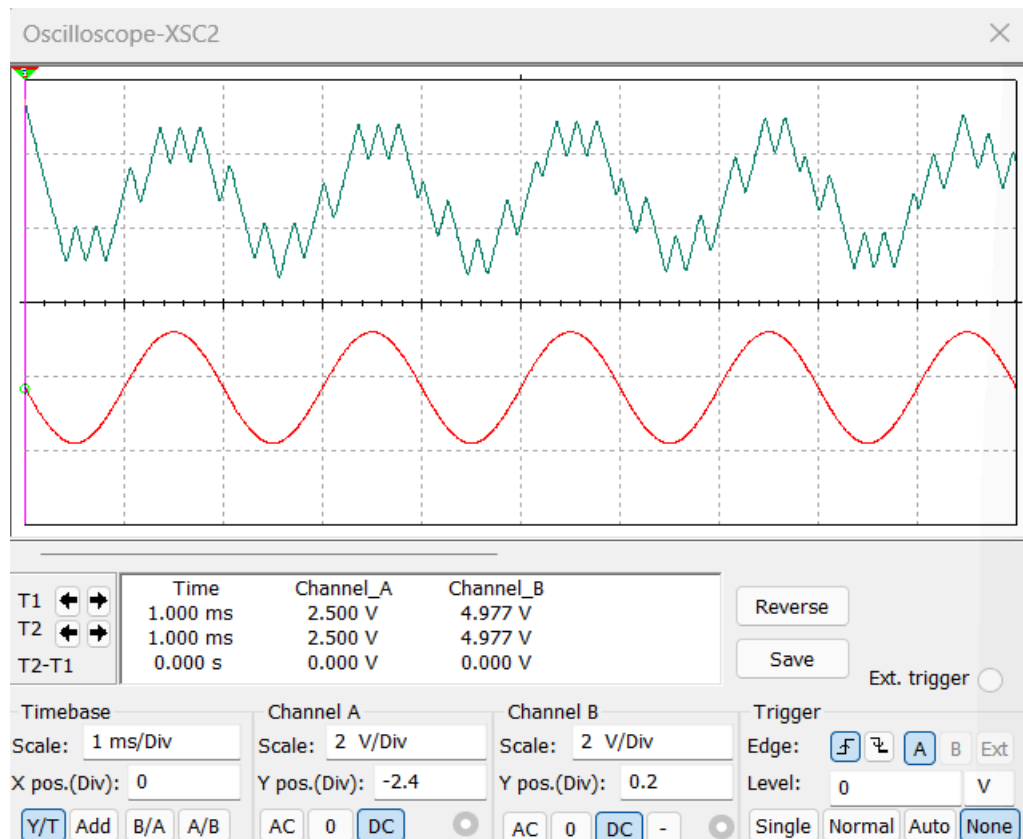 Oscilloscope-XSC2
Time Channel_A Channel_B
T1 1.000 ms 2.500 V 4.977 V
T2 1.000 ms 2.500 V 4.977 V
T2-T1 0.000 s 0.000 V 0.000 V
Reverse
Save
Ext. trigger
Timebase
Scale: 1 ms/Div
X pos.(Div): 0
Y/T Add B/A A/B
Channel A
Scale: 2 V/Div
Y pos.(Div): -2.4
AC 0 DC
Channel B
Scale: 2 V/Div
Y pos.(Div): 0.2
AC 0 DC -
Trigger
Edge: A B Ext
Level: 0 V
Single Normal Auto None